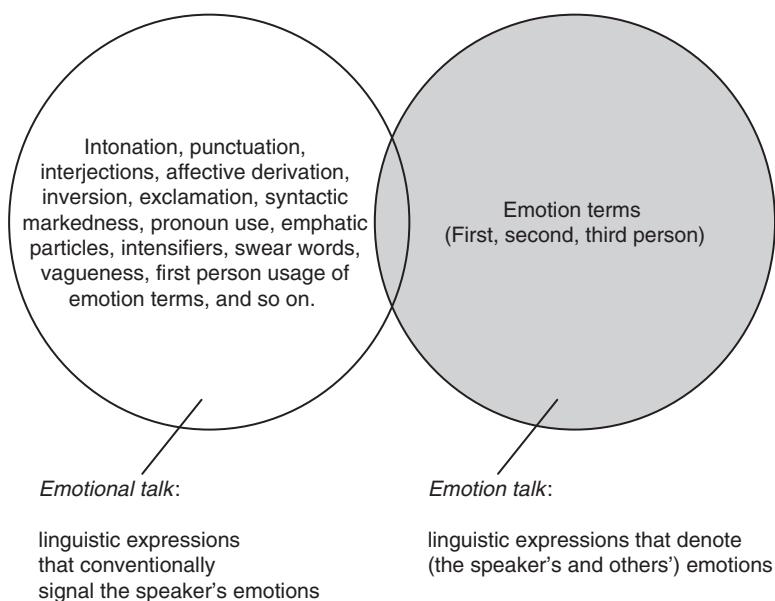 Intonation, punctuation,
interjections, affective derivation,
inversion, exclamation, syntactic
markedness, pronoun use, emphatic
particles, intensifiers, swear words,
vagueness, first person usage of
emotion terms, and so on.
Emotion terms
(First, second, third person)
Emotional talk:
linguistic expressions
that conventionally
signal the speaker's emotions
Emotion talk:
linguistic expressions that denote
(the speaker's and others') emotions